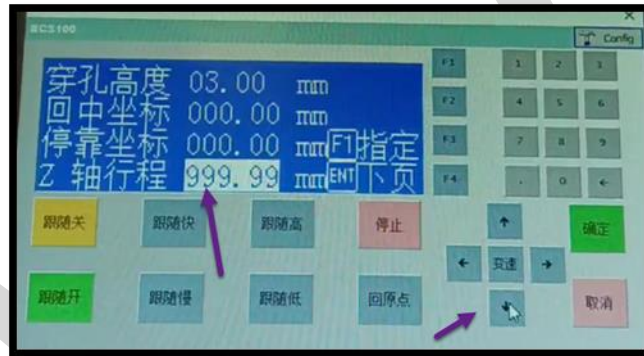 BCS100
Config
穿孔高度 03.00 mm
回中坐标 000.00 mm
停靠坐标 000.00 mm F1 指定
Z 轴行程 999.99 mm ENT 下页
F1 1 2 3
F2 4 5 6
F3 7 8 9
F4 . 0 ←
跟随关 跟随快 跟随高 停止 ↑ 确定
← 变速 →
跟随开 跟随慢 跟随低 回原点 取消